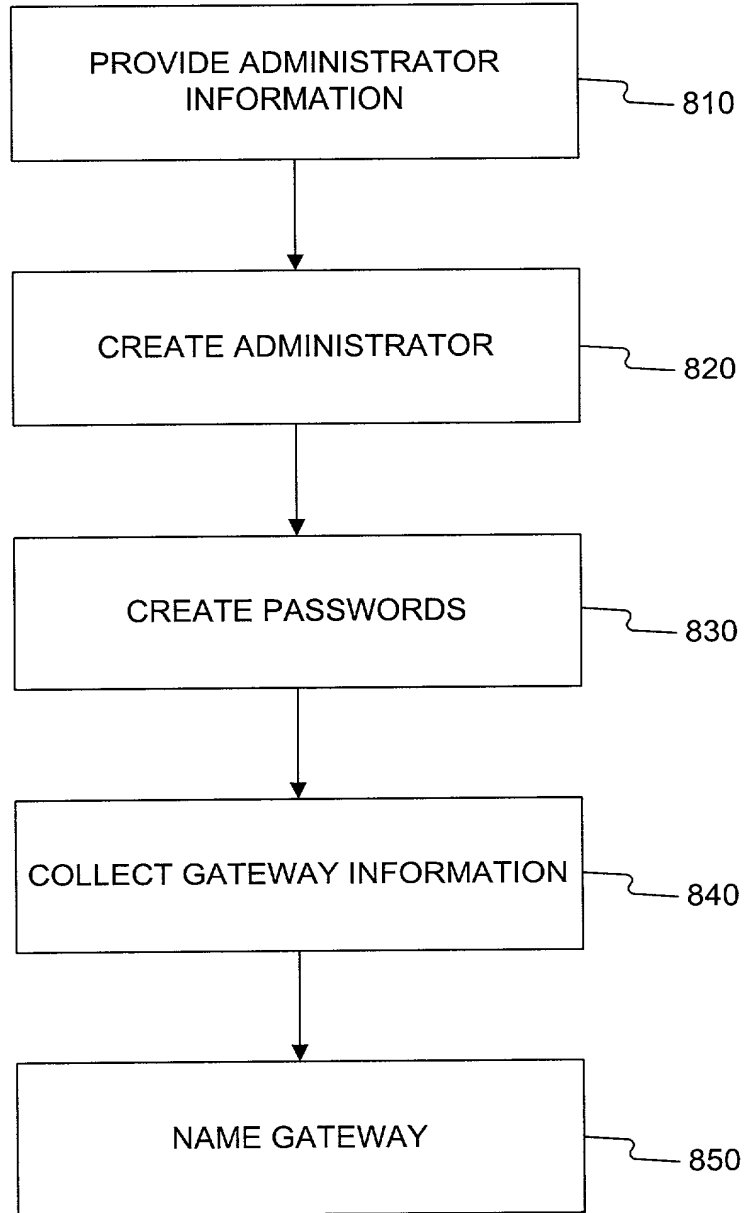 PROVIDE ADMINISTRATOR
INFORMATION
810
CREATE ADMINISTRATOR
820
CREATE PASSWORDS
830
COLLECT GATEWAY INFORMATION
840
NAME GATEWAY
850